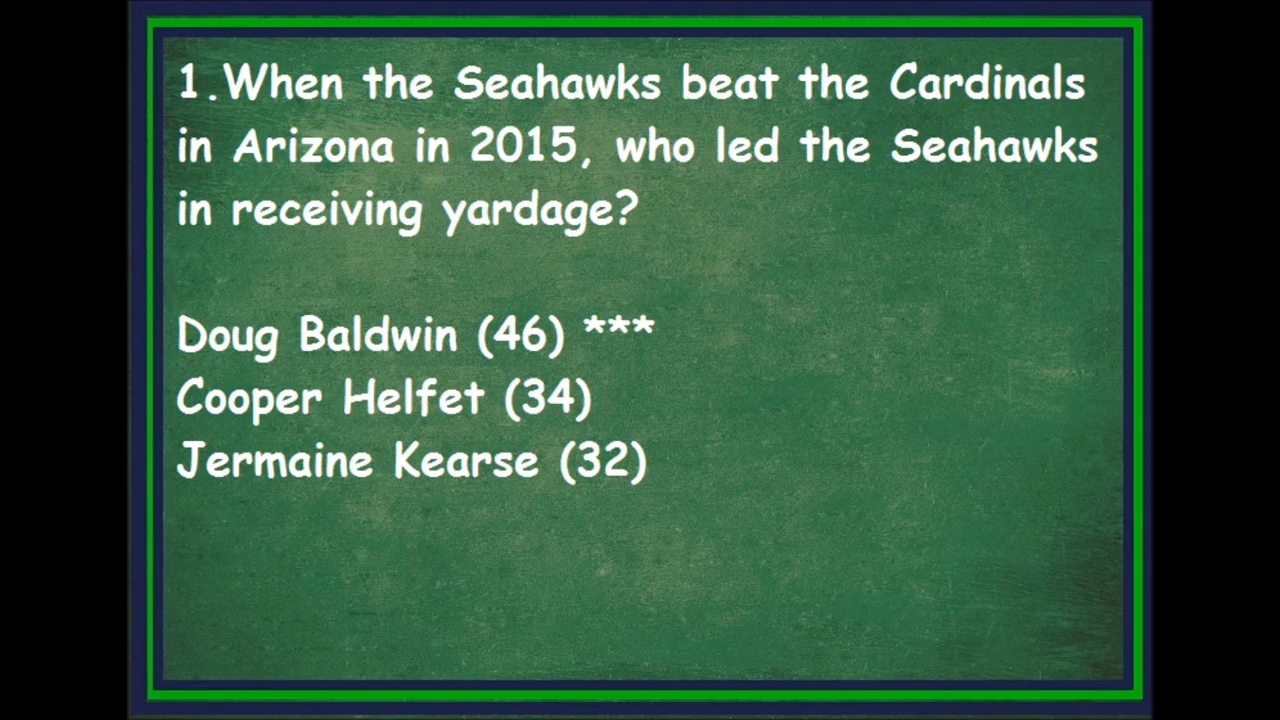 1.When the Seahawks beat the Cardinals
in Arizona in 2015, who led the Seahawks
in receiving yardage?
Doug Baldwin (46) ***
Cooper Helfet (34)
Jermaine Kearse (32)